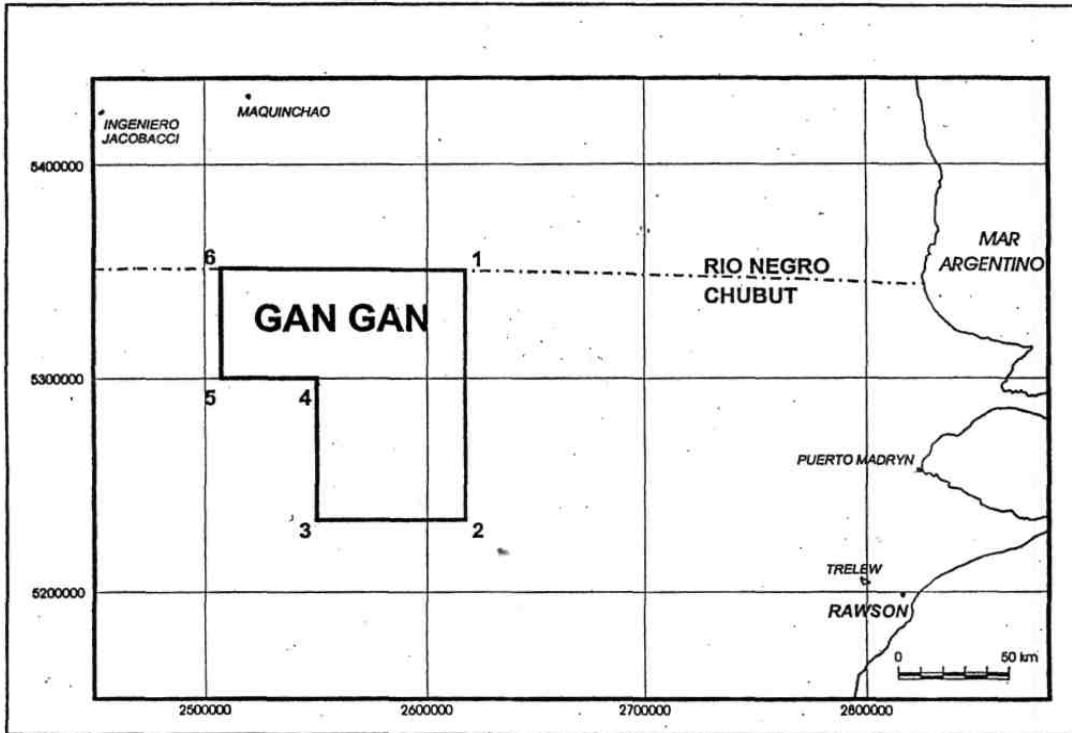 MAQUINCHAO
INGENIERO
JACOBACCI
5400000
MAR
ARGENTINO
6
1
RIO NEGRO
CHUBUT
GAN GAN
5300000
5
4
PUERTO MADRYN
3
2
TRELEW
5200000
RAWSON
0
50 km
2500000
2600000
2700000
2800000